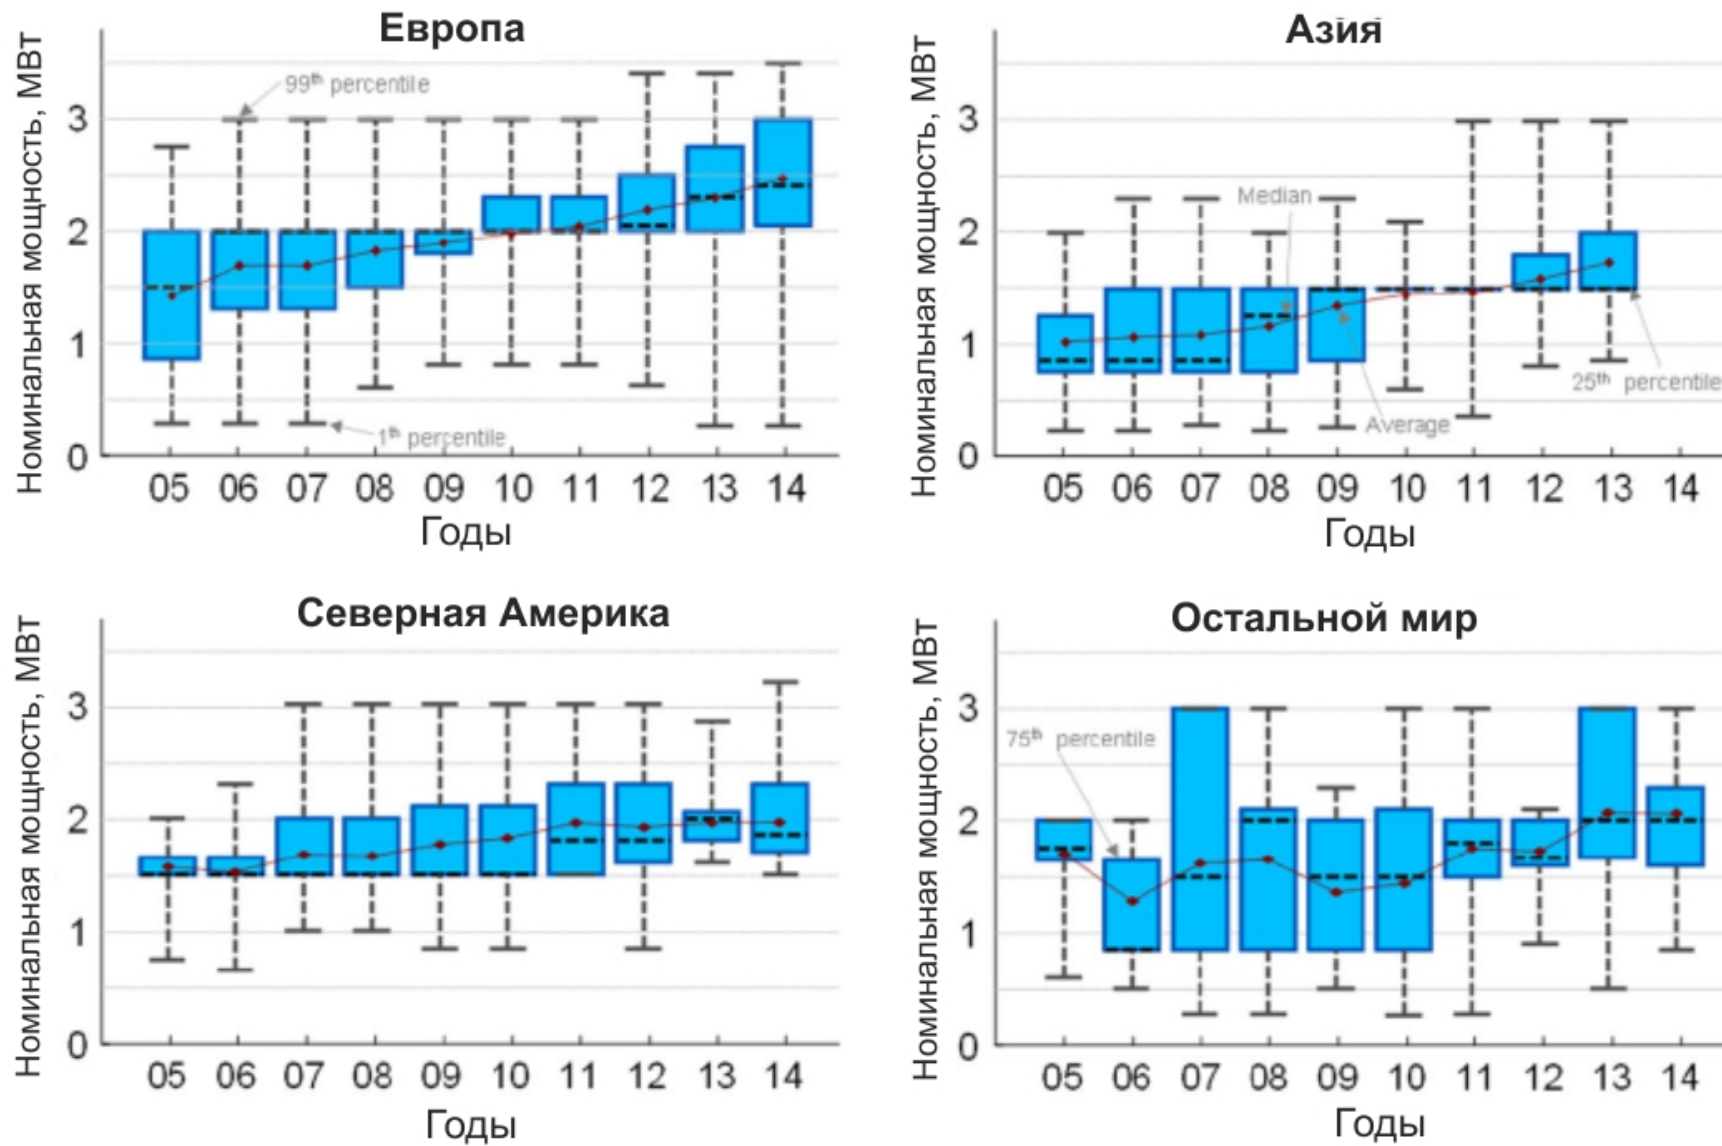 Европа
Номинальная мощность, МВт
99th percentile
3
2
1
1th percentile
0
05 06 07 08 09 10 11 12 13 14
Годы
Азия
Номинальная мощность, МВт
3
Median
2
1
25th percentile
Average
0
05 06 07 08 09 10 11 12 13 14
Годы
Северная Америка
Номинальная мощность, МВт
3
2
1
0
05 06 07 08 09 10 11 12 13 14
Годы
Остальной мир
Номинальная мощность, МВт
3
75th percentile
2
1
0
05 06 07 08 09 10 11 12 13 14
Годы